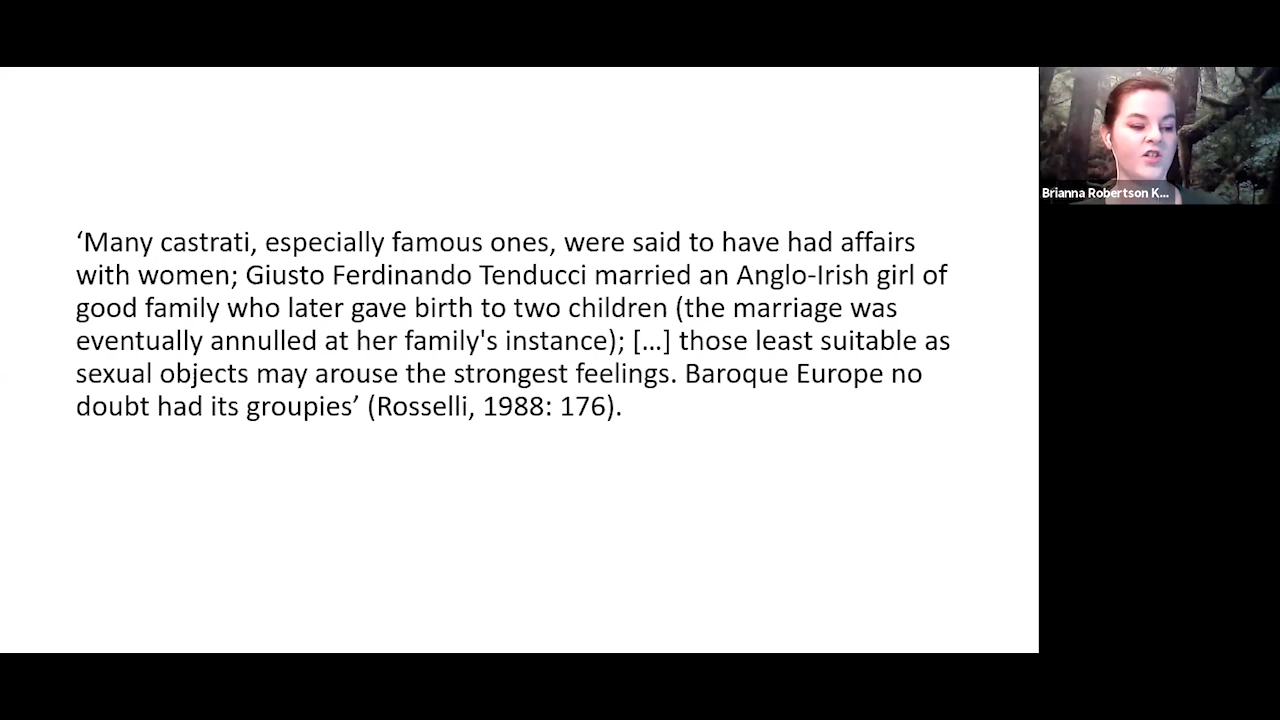 ‘Many castrati, especially famous ones, were said to have had affairs
with women; Giusto Ferdinando Tenducci married an Anglo-Irish girl of
good family who later gave birth to two children (the marriage was
eventually annulled at her family's instance); […] those least suitable as
sexual objects may arouse the strongest feelings. Baroque Europe no
doubt had its groupies’ (Rosselli, 1988: 176).
Brianna Robertson K...